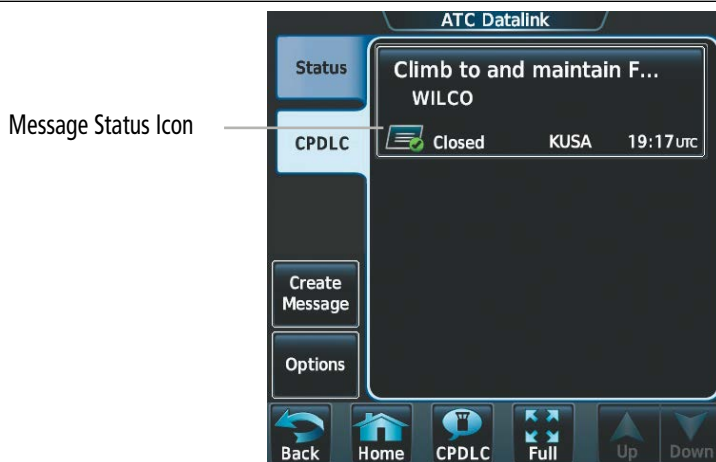 ATC Datalink
Status
Climb to and maintain F...
WILCO
Message Status Icon
CPDLC
Closed KUSA 19:17UTC
Create
Message
Options
Back Home CPDLC Full Up Down